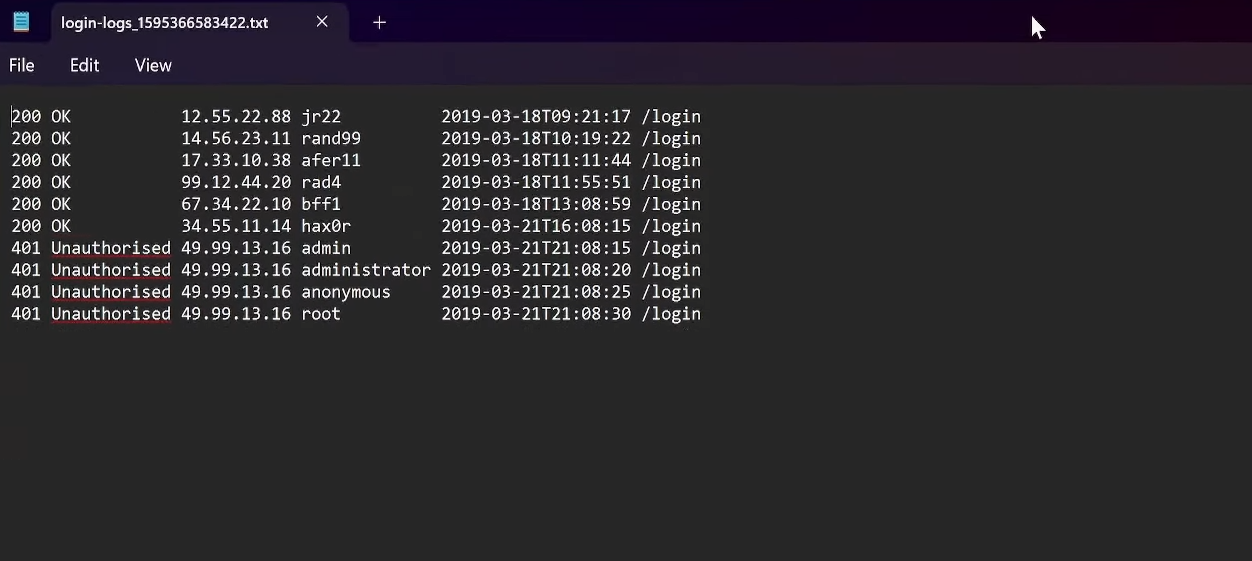 login-logs_1595366583422.txt
File Edit View
200 OK 12.55.22.88 jr22 2019-03-18T09:21:17 /login
200 OK 14.56.23.11 rand99 2019-03-18T10:19:22 /login
200 OK 17.33.10.38 afer11 2019-03-18T11:11:44 /login
200 OK 99.12.44.20 rad4 2019-03-18T11:55:51 /login
200 OK 67.34.22.10 bff1 2019-03-18T13:08:59 /login
200 OK 34.55.11.14 hax0r 2019-03-21T16:08:15 /login
401 Unauthorised 49.99.13.16 admin 2019-03-21T21:08:15 /login
401 Unauthorised 49.99.13.16 administrator 2019-03-21T21:08:20 /login
401 Unauthorised 49.99.13.16 anonymous 2019-03-21T21:08:25 /login
401 Unauthorised 49.99.13.16 root 2019-03-21T21:08:30 /login